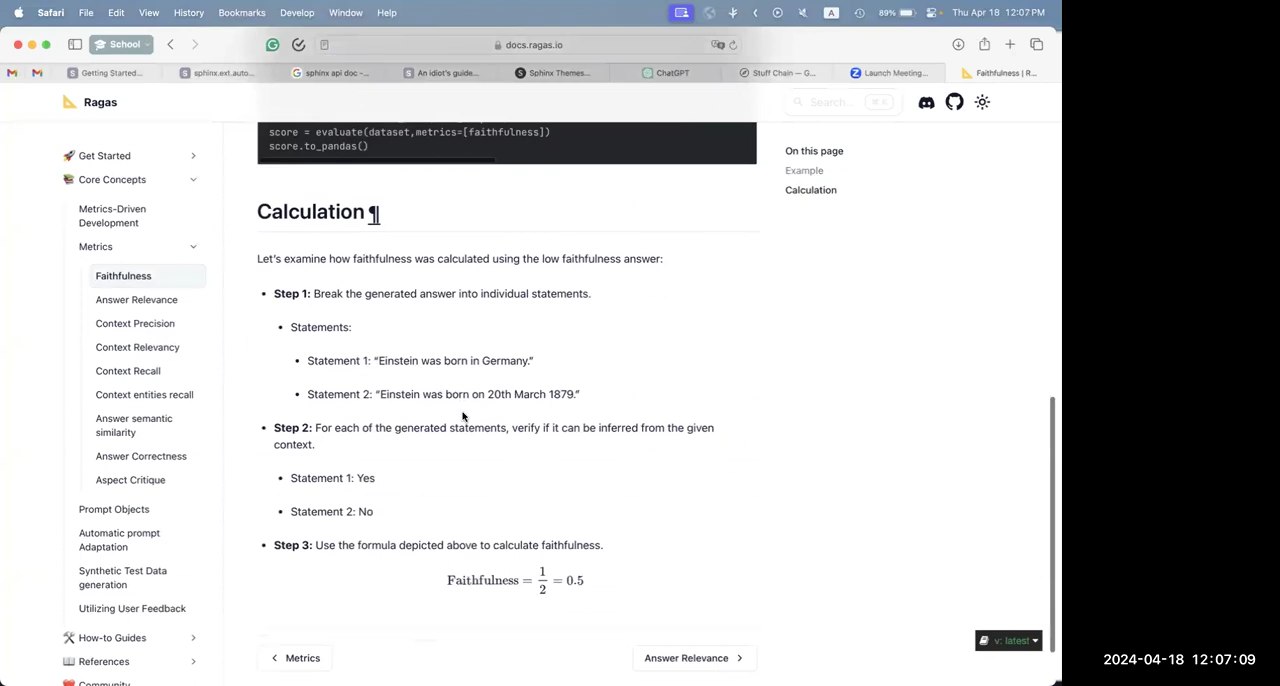 Safari File Edit View History Bookmarks Develop Window Help A 89% Thu Apr 18 12:07 PM
School docs.ragas.io
Getting Started... sphinx.ext.auto... sphinx api doc -... An idiot's guide... Sphinx Themes... ChatGPT Stuff Chain — G... Launch Meeting... Faithfulness | R...
Ragas Search... ⌘ K
score = evaluate(dataset,metrics=[faithfulness])
score.to_pandas()
Get Started
Core Concepts
Metrics-Driven
Development
Metrics
Faithfulness
Answer Relevance
Context Precision
Context Relevancy
Context Recall
Context entities recall
Answer semantic
similarity
Answer Correctness
Aspect Critique
Prompt Objects
Automatic prompt
Adaptation
Synthetic Test Data
generation
Utilizing User Feedback
How-to Guides
References
Community
Calculation ¶
Let's examine how faithfulness was calculated using the low faithfulness answer:
• Step 1: Break the generated answer into individual statements.
• Statements:
• Statement 1: “Einstein was born in Germany.”
• Statement 2: “Einstein was born on 20th March 1879.”
• Step 2: For each of the generated statements, verify if it can be inferred from the given
context.
• Statement 1: Yes
• Statement 2: No
• Step 3: Use the formula depicted above to calculate faithfulness.
Faithfulness = 1/2 = 0.5
Metrics
Answer Relevance
On this page
Example
Calculation
v: latest
2024-04-18 12:07:09